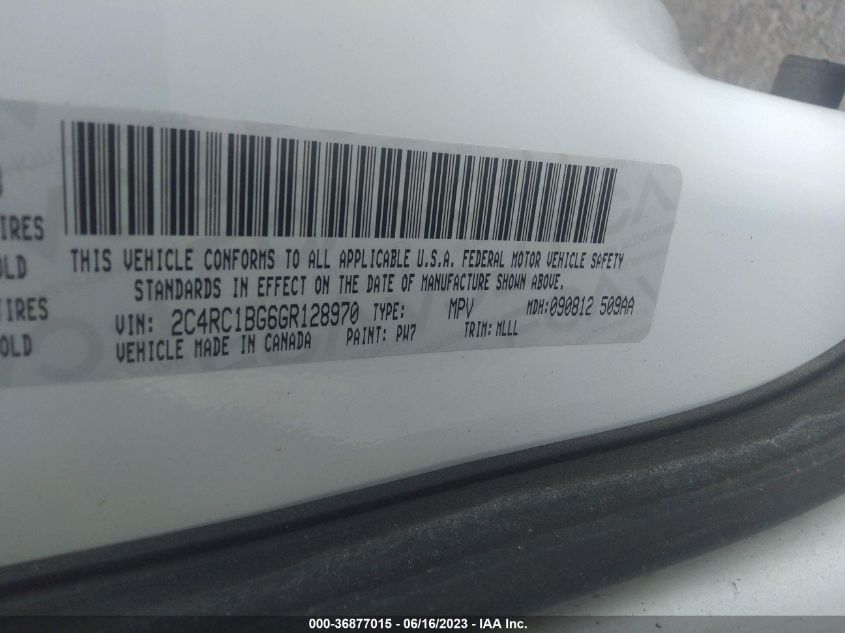 IRES
OLD
TIRES
OLD
THIS VEHICLE CONFORMS TO ALL APPLICABLE U.S.A. FEDERAL MOTOR VEHICLE SAFETY
STANDARDS IN EFFECT ON THE DATE OF MANUFACTURE SHOWN ABOVE.
VIN: 2C4RC1BG6GR128970 TYPE: MPV MDH:090812 509AA
VEHICLE MADE IN CANADA PAINT: PW7 TRIM: MLLL
000-36877015 - 06/16/2023 - IAA Inc.